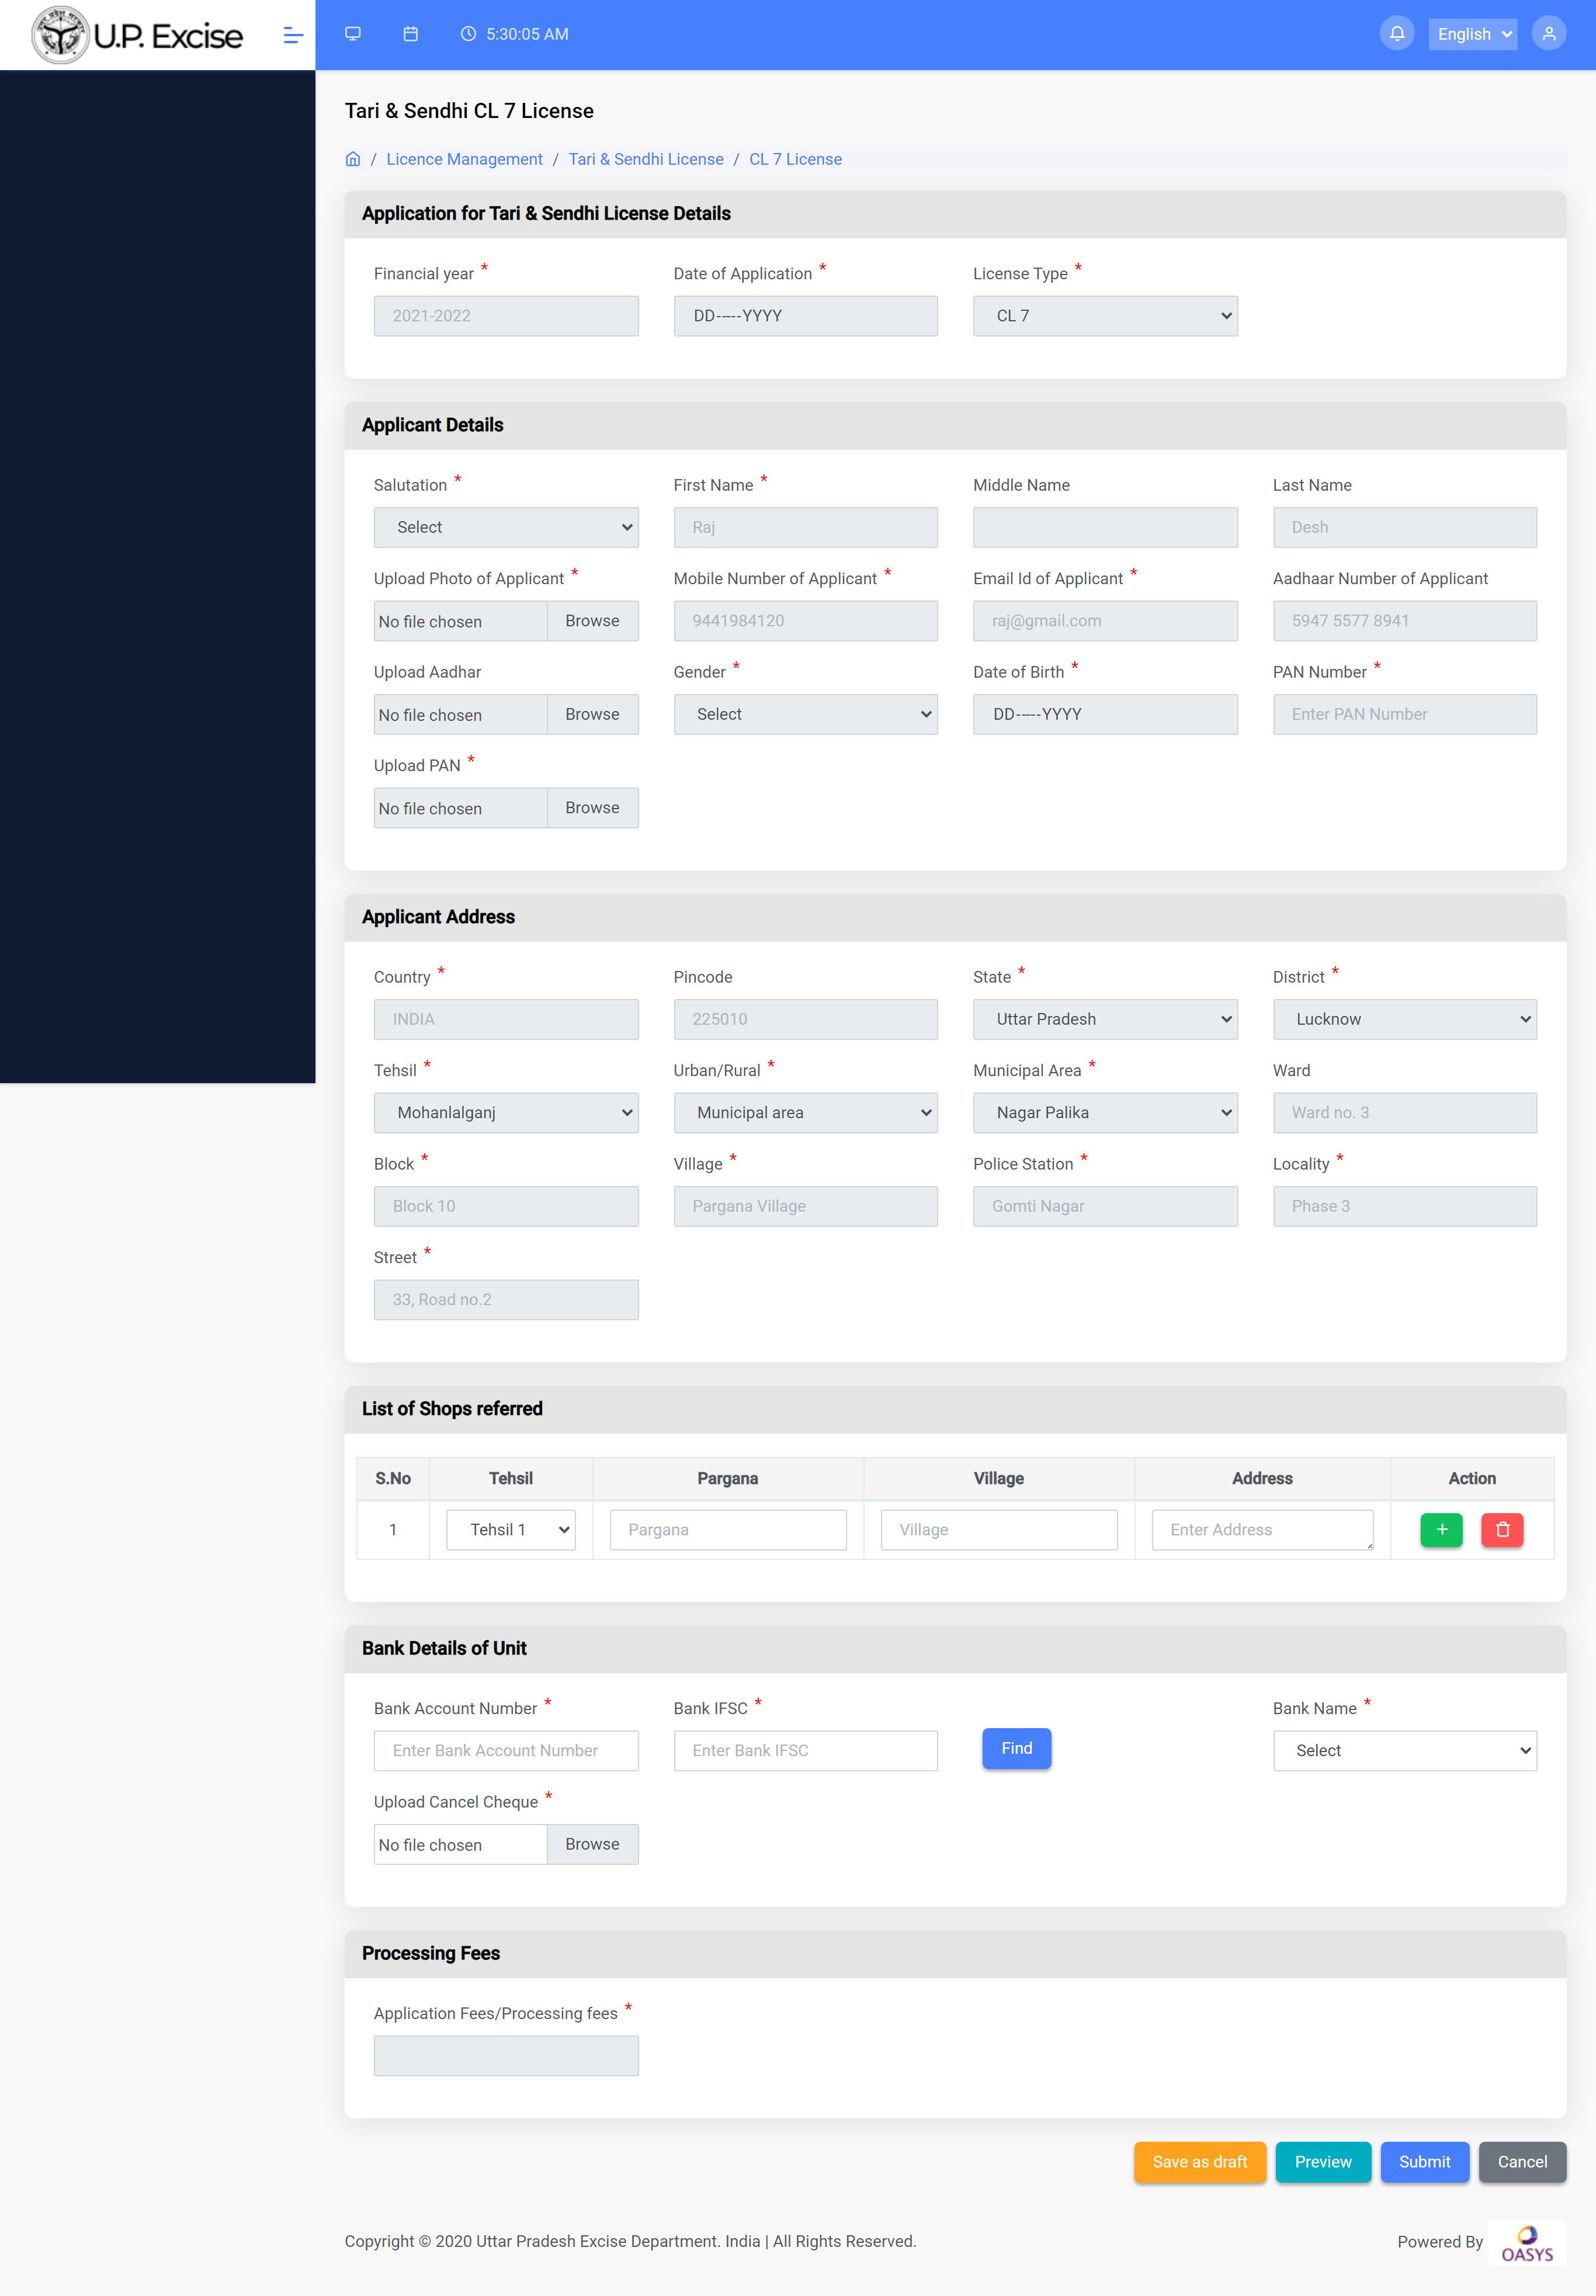 U.P. Excise
5:30:05 AM
English
Tari & Sendhi CL 7 License
/ Licence Management / Tari & Sendhi License / CL 7 License
Application for Tari & Sendhi License Details
Financial year * Date of Application * License Type *
2021-2022 DD-----YYYY CL 7
Applicant Details
Salutation * First Name * Middle Name Last Name
Select Raj Desh
Upload Photo of Applicant * Mobile Number of Applicant * Email Id of Applicant * Aadhaar Number of Applicant
No file chosen Browse 9441984120 raj@gmail.com 5947 5577 8941
Upload Aadhar Gender * Date of Birth * PAN Number *
No file chosen Browse Select DD-----YYYY Enter PAN Number
Upload PAN *
No file chosen Browse
Applicant Address
Country * Pincode State * District *
INDIA 225010 Uttar Pradesh Lucknow
Tehsil * Urban/Rural * Municipal Area * Ward
Mohanlalganj Municipal area Nagar Palika Ward no. 3
Block * Village * Police Station * Locality *
Block 10 Pargana Village Gomti Nagar Phase 3
Street *
33, Road no.2
List of Shops referred
S.No Tehsil Pargana Village Address Action
1 Tehsil 1 Pargana Village Enter Address +
Bank Details of Unit
Bank Account Number * Bank IFSC * Bank Name *
Enter Bank Account Number Enter Bank IFSC Find Select
Upload Cancel Cheque *
No file chosen Browse
Processing Fees
Application Fees/Processing fees *
Save as draft Preview Submit Cancel
Copyright © 2020 Uttar Pradesh Excise Department. India | All Rights Reserved. Powered By OASYS